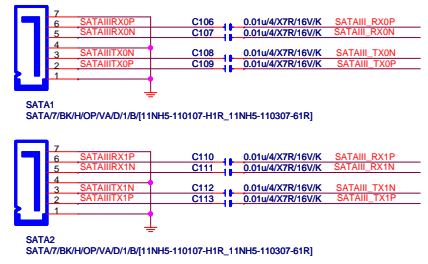 7
6 SATAIIIRX0P C106 0.01u/4/X7R/16V/K SATAIII_RX0P
5 SATAIIIRX0N C107 0.01u/4/X7R/16V/K SATAIII_RX0N
4
3 SATAIIITX0N C108 0.01u/4/X7R/16V/K SATAIII_TX0N
2 SATAIIITX0P C109 0.01u/4/X7R/16V/K SATAIII_TX0P
1
SATA1
SATA/7/BK/H/OP/VA/D/1/B/[11NH5-110107-H1R_11NH5-110307-61R]
7
6 SATAIIIRX1P C110 0.01u/4/X7R/16V/K SATAIII_RX1P
5 SATAIIIRX1N C111 0.01u/4/X7R/16V/K SATAIII_RX1N
4
3 SATAIIITX1N C112 0.01u/4/X7R/16V/K SATAIII_TX1N
2 SATAIIITX1P C113 0.01u/4/X7R/16V/K SATAIII_TX1P
1
SATA2
SATA/7/BK/H/OP/VA/D/1/B/[11NH5-110107-H1R_11NH5-110307-61R]